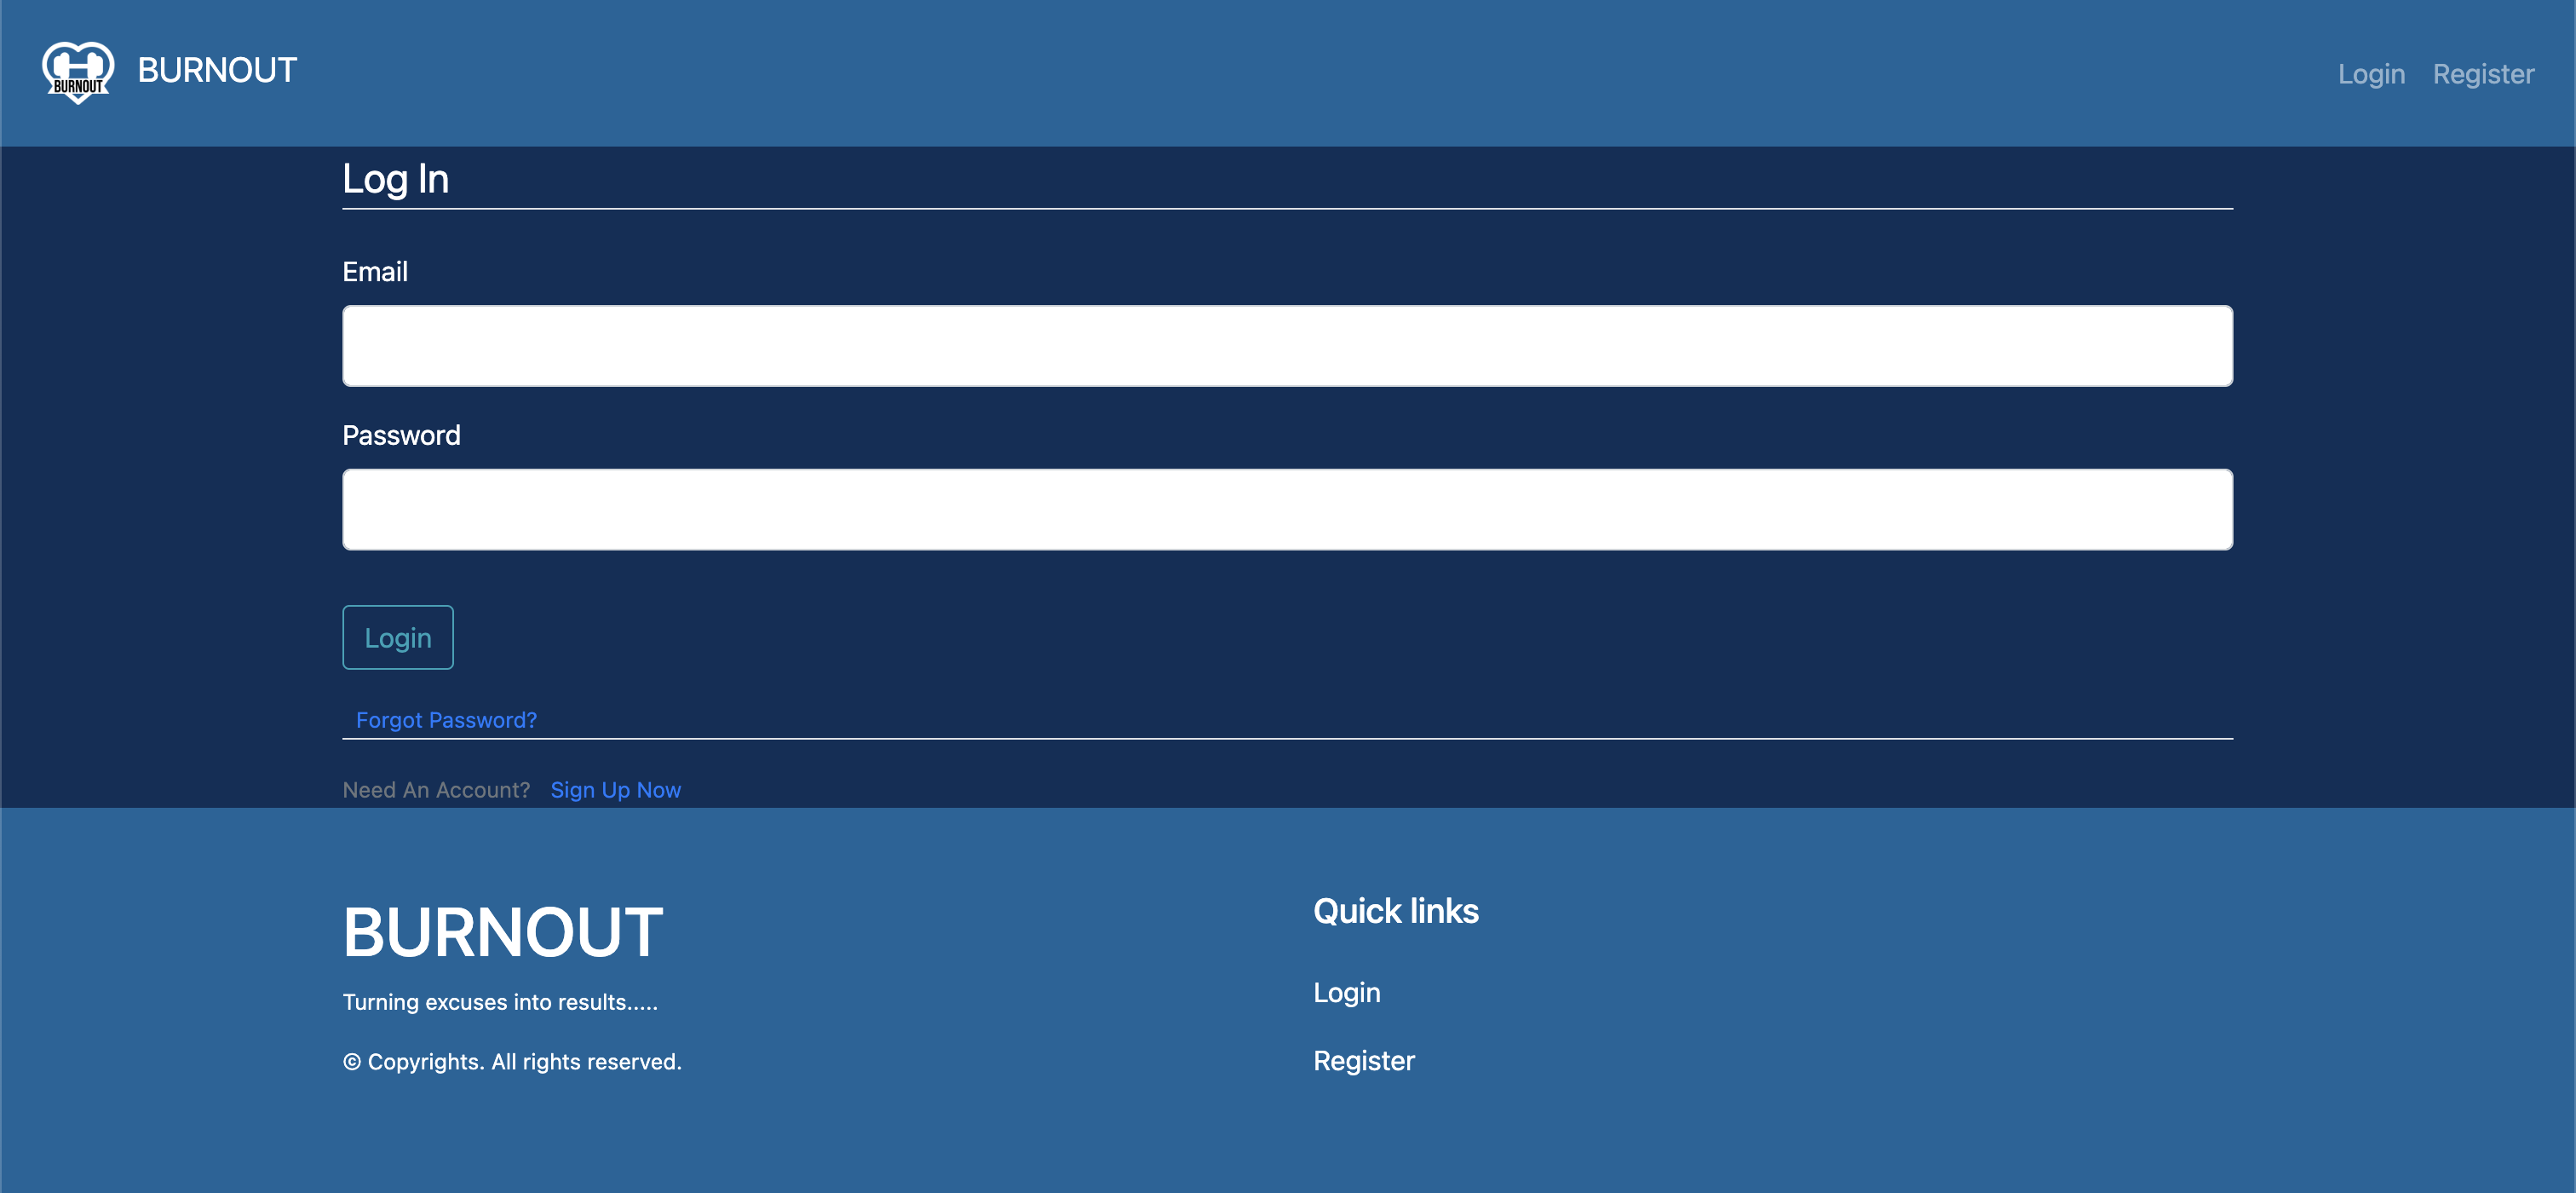 BURNOUT
BURNOUT
Login Register
Log In
Email
Password
Login
Forgot Password?
Need An Account? Sign Up Now
BURNOUT
Turning excuses into results.....
© Copyrights. All rights reserved.
Quick links
Login
Register